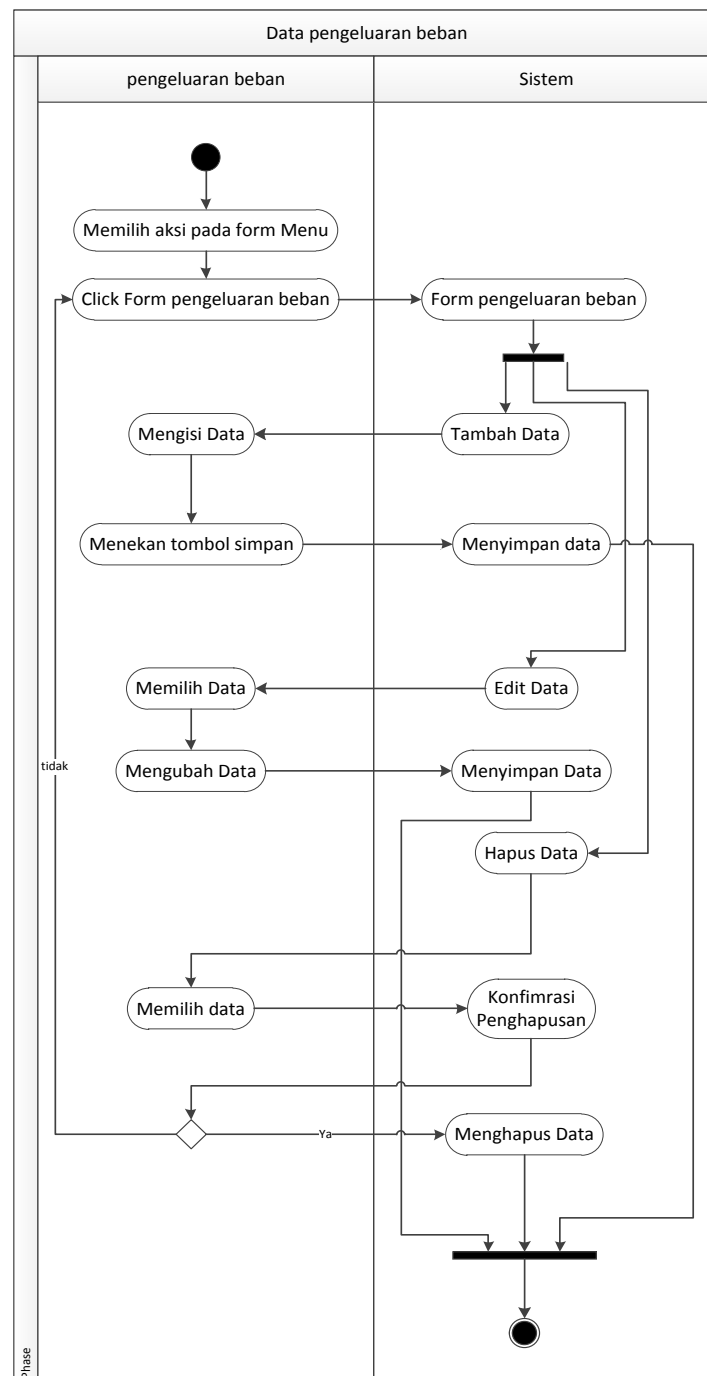 Data pengeluaran beban
pengeluaran beban
Sistem
Memilih aksi pada form Menu
Click Form pengeluaran beban
Form pengeluaran beban
Mengisi Data
Tambah Data
Menekan tombol simpan
Menyimpan data
Memilih Data
Edit Data
tidak
Mengubah Data
Menyimpan Data
Hapus Data
Memilih data
Konfimrasi
Penghapusan
Ya
Menghapus Data
Phase